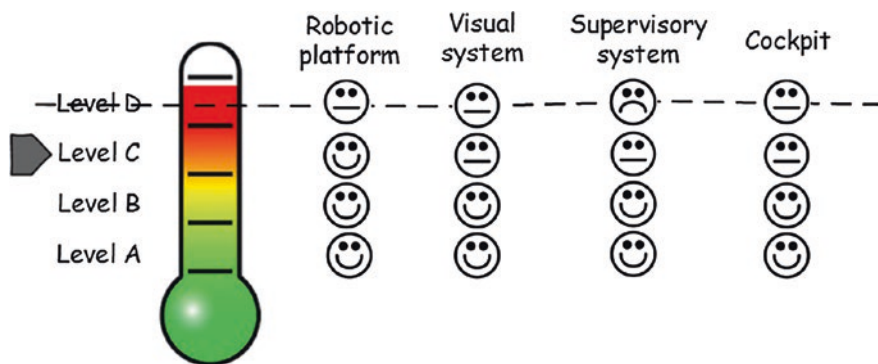 Robotic platform
Visual system
Supervisory system
Cockpit
Level D
Level C
Level B
Level A